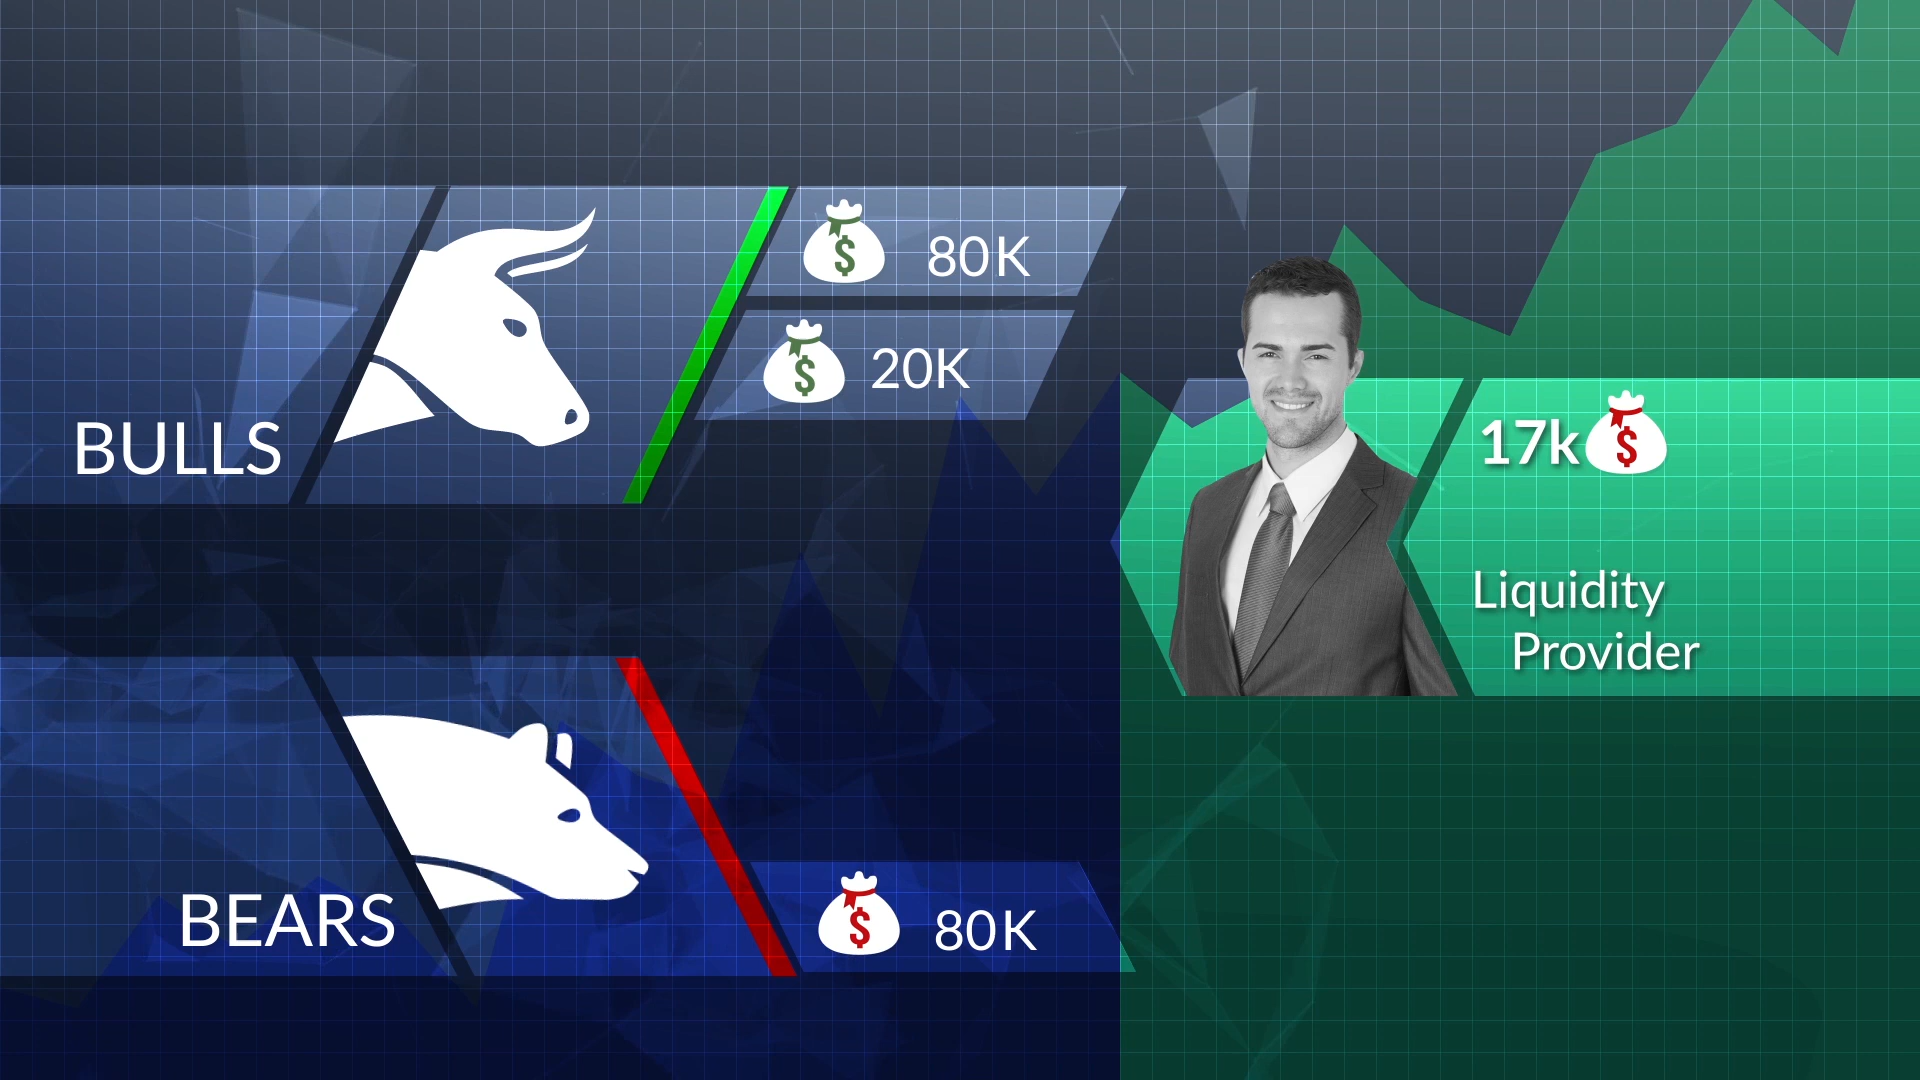 80K
20K
BULLS
17k
Liquidity
Provider
BEARS
80K